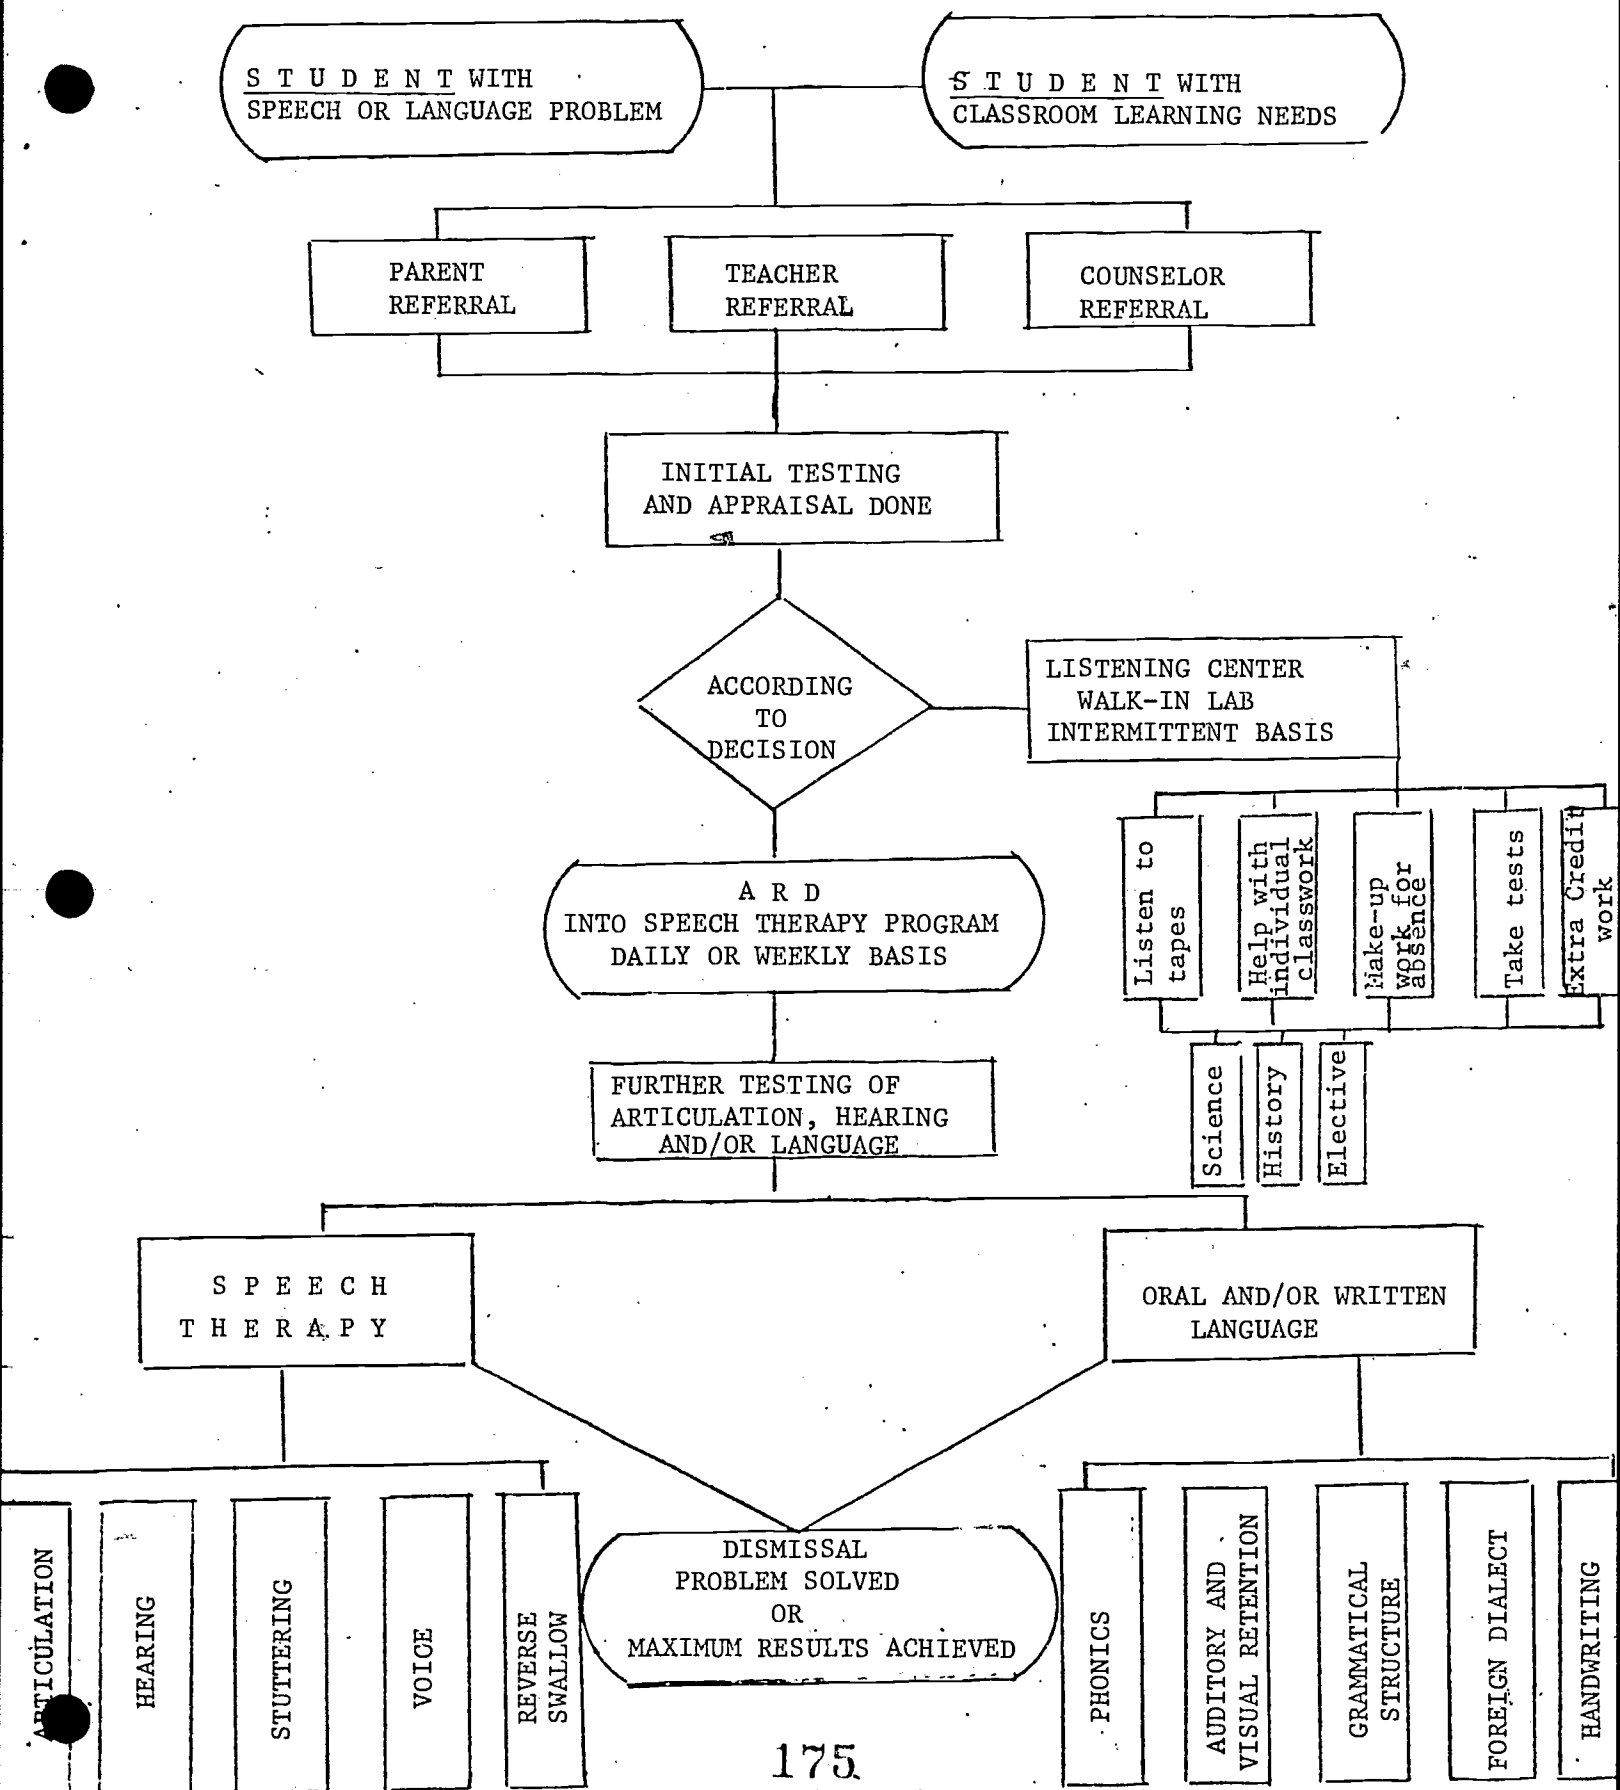 S T U D E N T WITH
SPEECH OR LANGUAGE PROBLEM
S T U D E N T WITH
CLASSROOM LEARNING NEEDS
PARENT
REFERRAL
TEACHER
REFERRAL
COUNSELOR
REFERRAL
INITIAL TESTING
AND APPRAISAL DONE
ACCORDING
TO
DECISION
LISTENING CENTER
WALK-IN LAB
INTERMITTENT BASIS
Listen to
tapes
Help with
individual
classwork
Make-up
work for
absence
Take tests
Extra Credit
work
A R D
INTO SPEECH THERAPY PROGRAM
DAILY OR WEEKLY BASIS
Science
History
Elective
FURTHER TESTING OF
ARTICULATION, HEARING
AND/OR LANGUAGE
S P E E C H
T H E R A P Y
ORAL AND/OR WRITTEN
LANGUAGE
ARTICULATION
HEARING
STUTTERING
VOICE
REVERSE
SWALLOW
DISMISSAL
PROBLEM SOLVED
OR
MAXIMUM RESULTS ACHIEVED
PHONICS
AUDITORY AND
VISUAL RETENTION
GRAMMATICAL
STRUCTURE
FOREIGN DIALECT
HANDWRITING
175